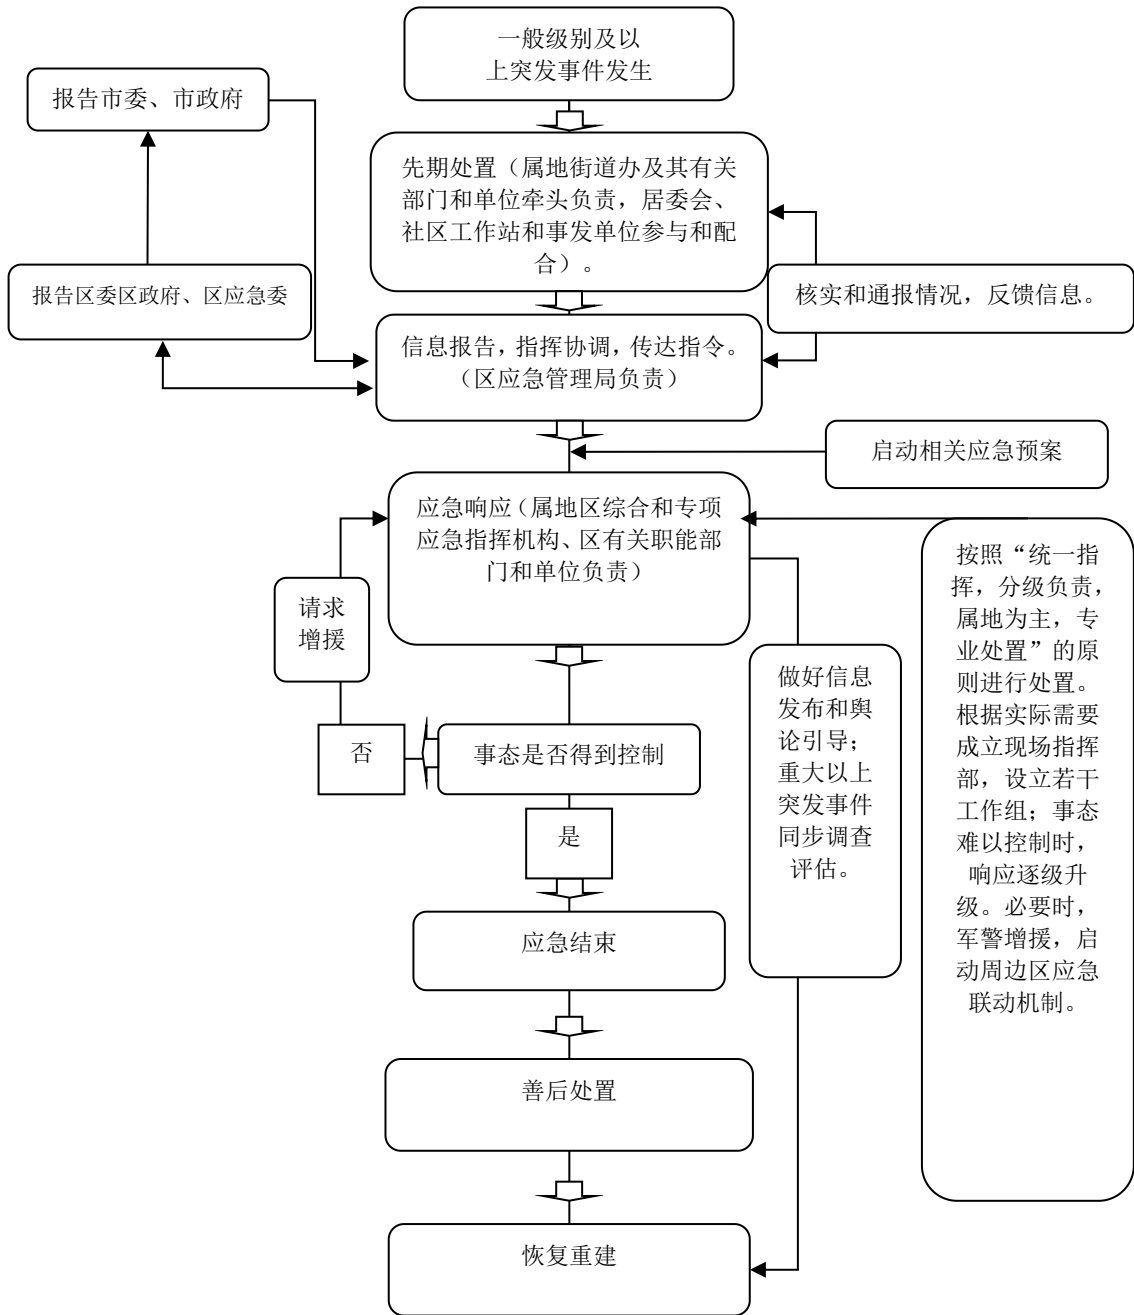 一般级别及以
上突发事件发生
报告市委、市政府
先期处置（属地街道办及其有关
部门和单位牵头负责，居委会、
社区工作站和事发单位参与和配
合）。
报告区委区政府、区应急委
核实和通报情况，反馈信息。
信息报告，指挥协调，传达指令。
（区应急管理局负责）
启动相关应急预案
应急响应（属地区综合和专项
应急指挥机构、区有关职能部
门和单位负责）
请求
增援
按照“统一指
挥，分级负责，
属地为主，专
业处置”的原
则进行处置。
根据实际需要
成立现场指挥
部，设立若干
工作组；事态
难以控制时，
响应逐级升
级。必要时，
军警增援，启
动周边区应急
联动机制。
做好信息
发布和舆
论引导；
重大以上
突发事件
同步调查
评估。
否
事态是否得到控制
是
应急结束
善后处置
恢复重建